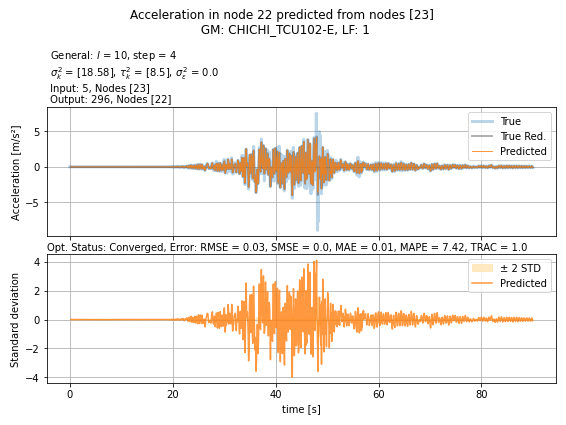 Acceleration in node 22 predicted from nodes [23]
GM: CHICHI_TCU102-E, LF: 1
General: l = 10, step = 4
σ²ₖ = [18.58], τ²ₖ = [8.5], σ²ε = 0.0
Input: 5, Nodes [23]
Output: 296, Nodes [22]
Acceleration [m/s²]
5
0
−5
True
True Red.
Predicted
Opt. Status: Converged, Error: RMSE = 0.03, SMSE = 0.0, MAE = 0.01, MAPE = 7.42, TRAC = 1.0
Standard deviation
4
2
0
−2
−4
± 2 STD
Predicted
0 20 40 60 80
time [s]